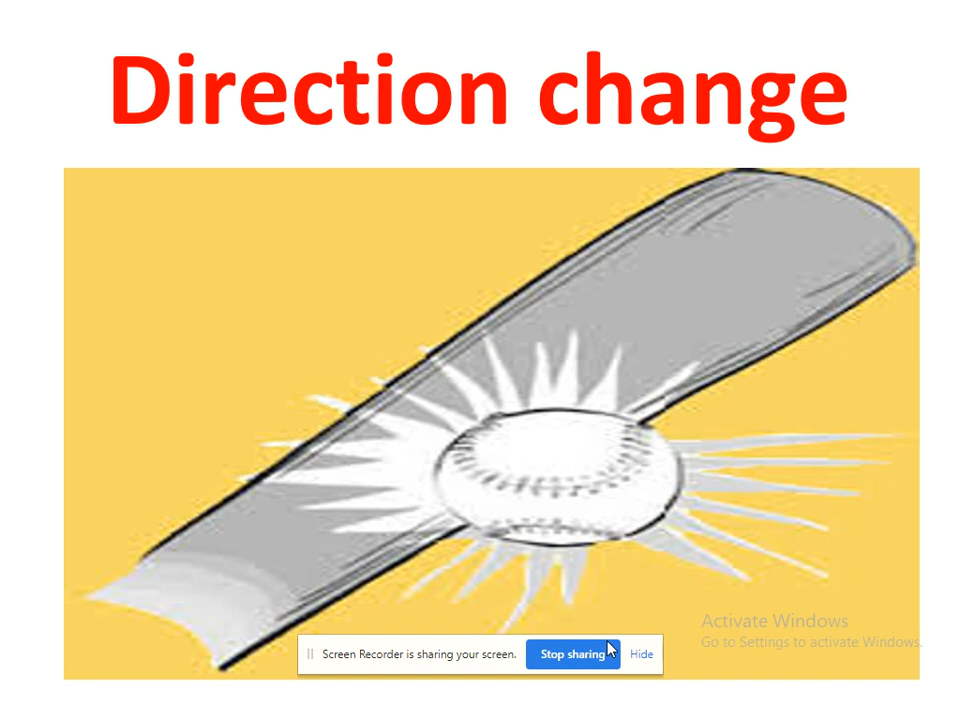 Direction change
Activate Windows
Go to Settings to activate Windows.
Screen Recorder is sharing your screen. Stop sharing Hide